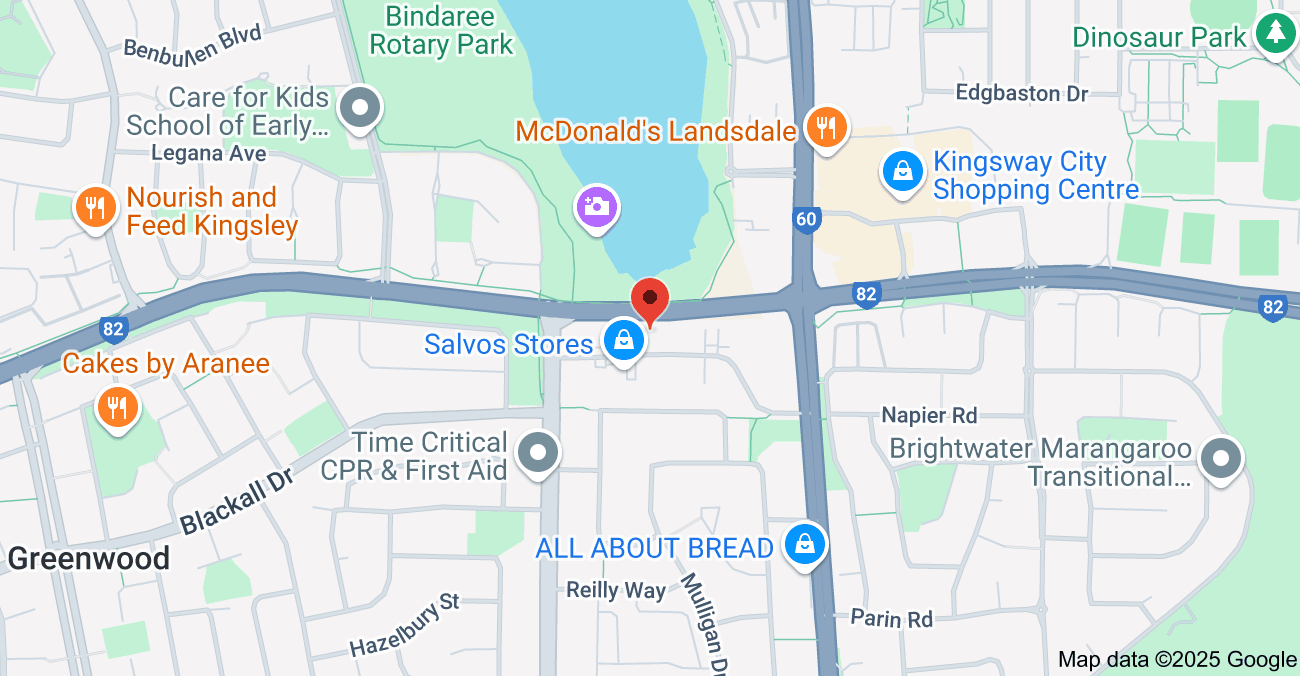 Bindaree
Rotary Park
Dinosaur Park
Benbullen Blvd
Care for Kids
School of Early...
Edgbaston Dr
McDonald's Landsdale
Legana Ave
Kingsway City
Shopping Centre
Nourish and
Feed Kingsley
60
82
82
82
Salvos Stores
Cakes by Aranee
Napier Rd
Time Critical
CPR & First Aid
Brightwater Marangaroo
Transitional...
Blackall Dr
ALL ABOUT BREAD
Greenwood
Reilly Way
Mulligan Dr
Hazelbury St
Parin Rd
Map data ©2025 Google